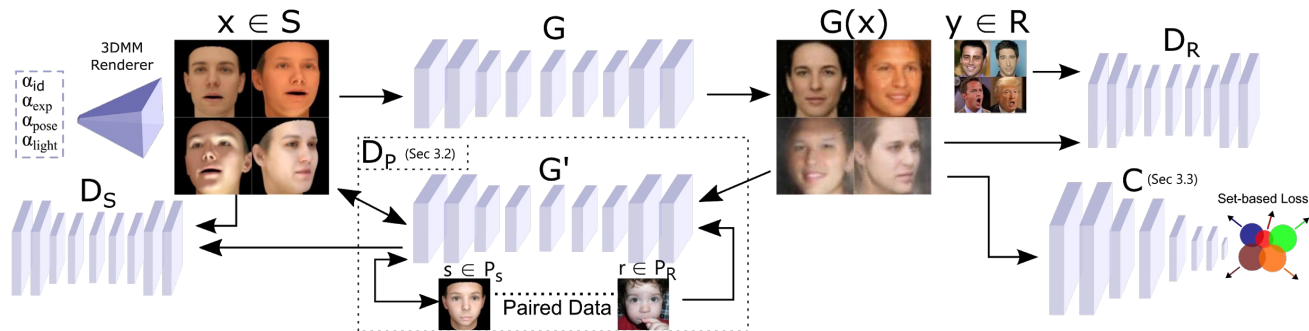 x ∈ S
G
G(x)
y ∈ R
D_R
3DMM
Renderer
α_id
α_exp
α_pose
α_light
D_P (Sec 3.2)
G'
D_S
C (Sec 3.3)
Set-based Loss
s ∈ P_s
r ∈ P_R
Paired Data